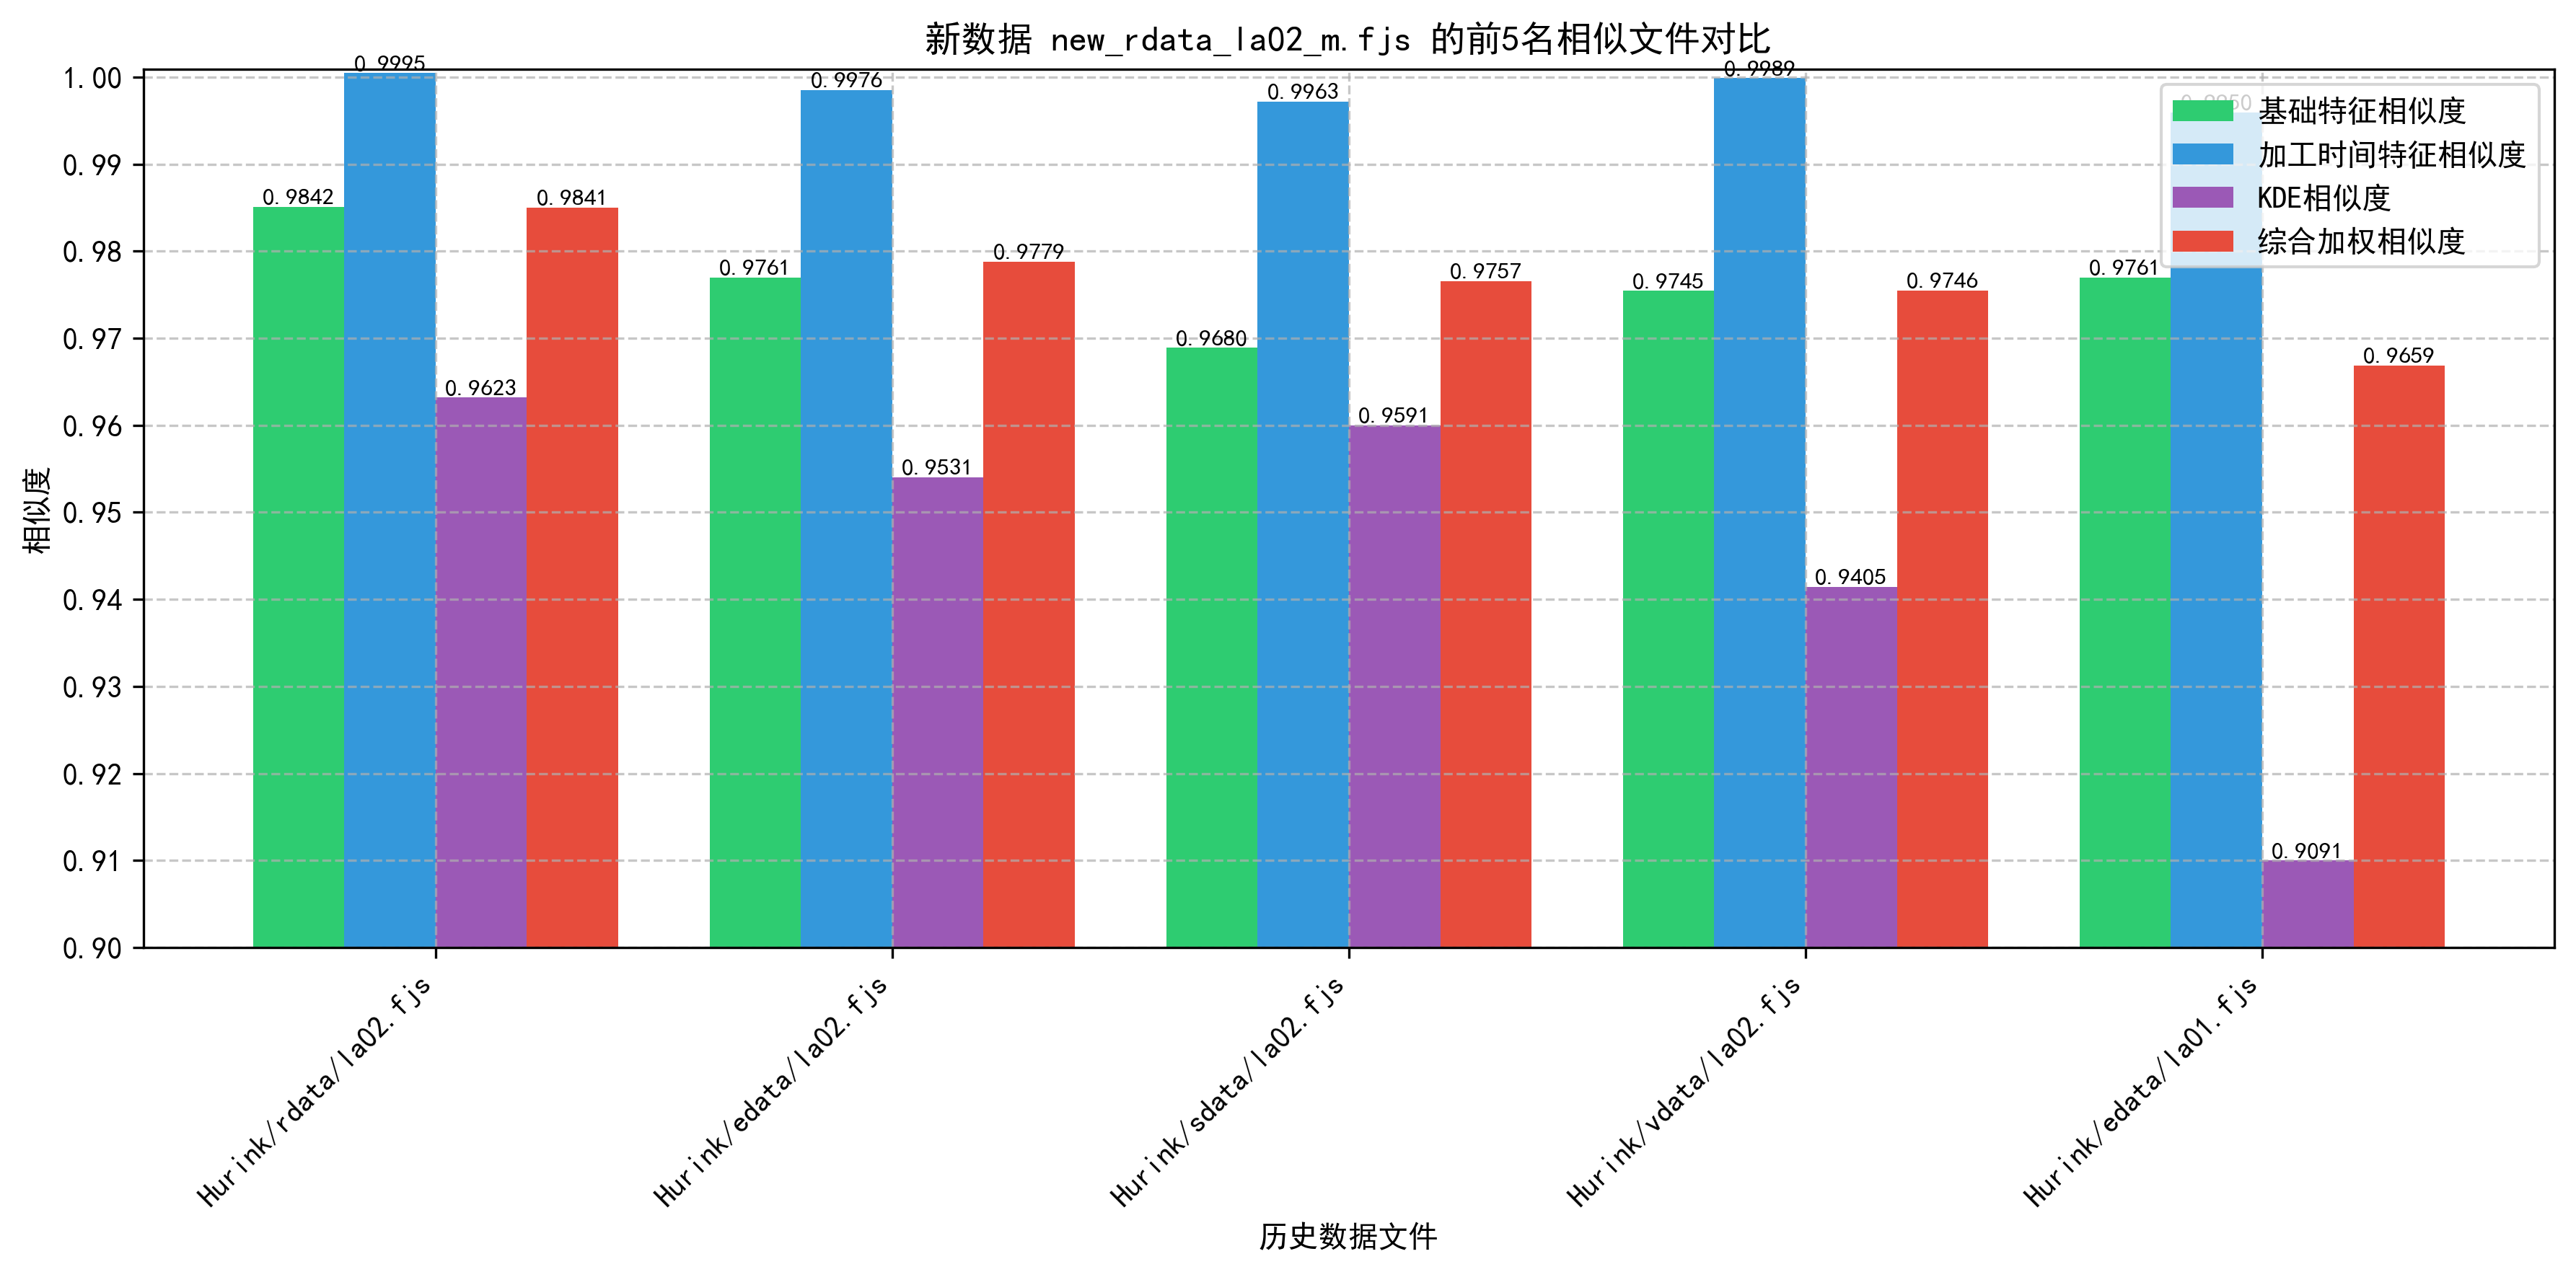 新数据 new_rdata_la02_m.fjs 的前5名相似文件对比
相似度
1.00
0.99
0.98
0.97
0.96
0.95
0.94
0.93
0.92
0.91
0.90
0.9842
0.9995
0.9623
0.9841
0.9761
0.9976
0.9531
0.9779
0.9680
0.9963
0.9591
0.9757
0.9745
0.9989
0.9405
0.9746
0.9761
0.9950
0.9091
0.9659
基础特征相似度
加工时间特征相似度
KDE相似度
综合加权相似度
Hurink/rdata/la02.fjs
Hurink/edata/la02.fjs
Hurink/sdata/la02.fjs
Hurink/vdata/la02.fjs
Hurink/edata/la01.fjs
历史数据文件